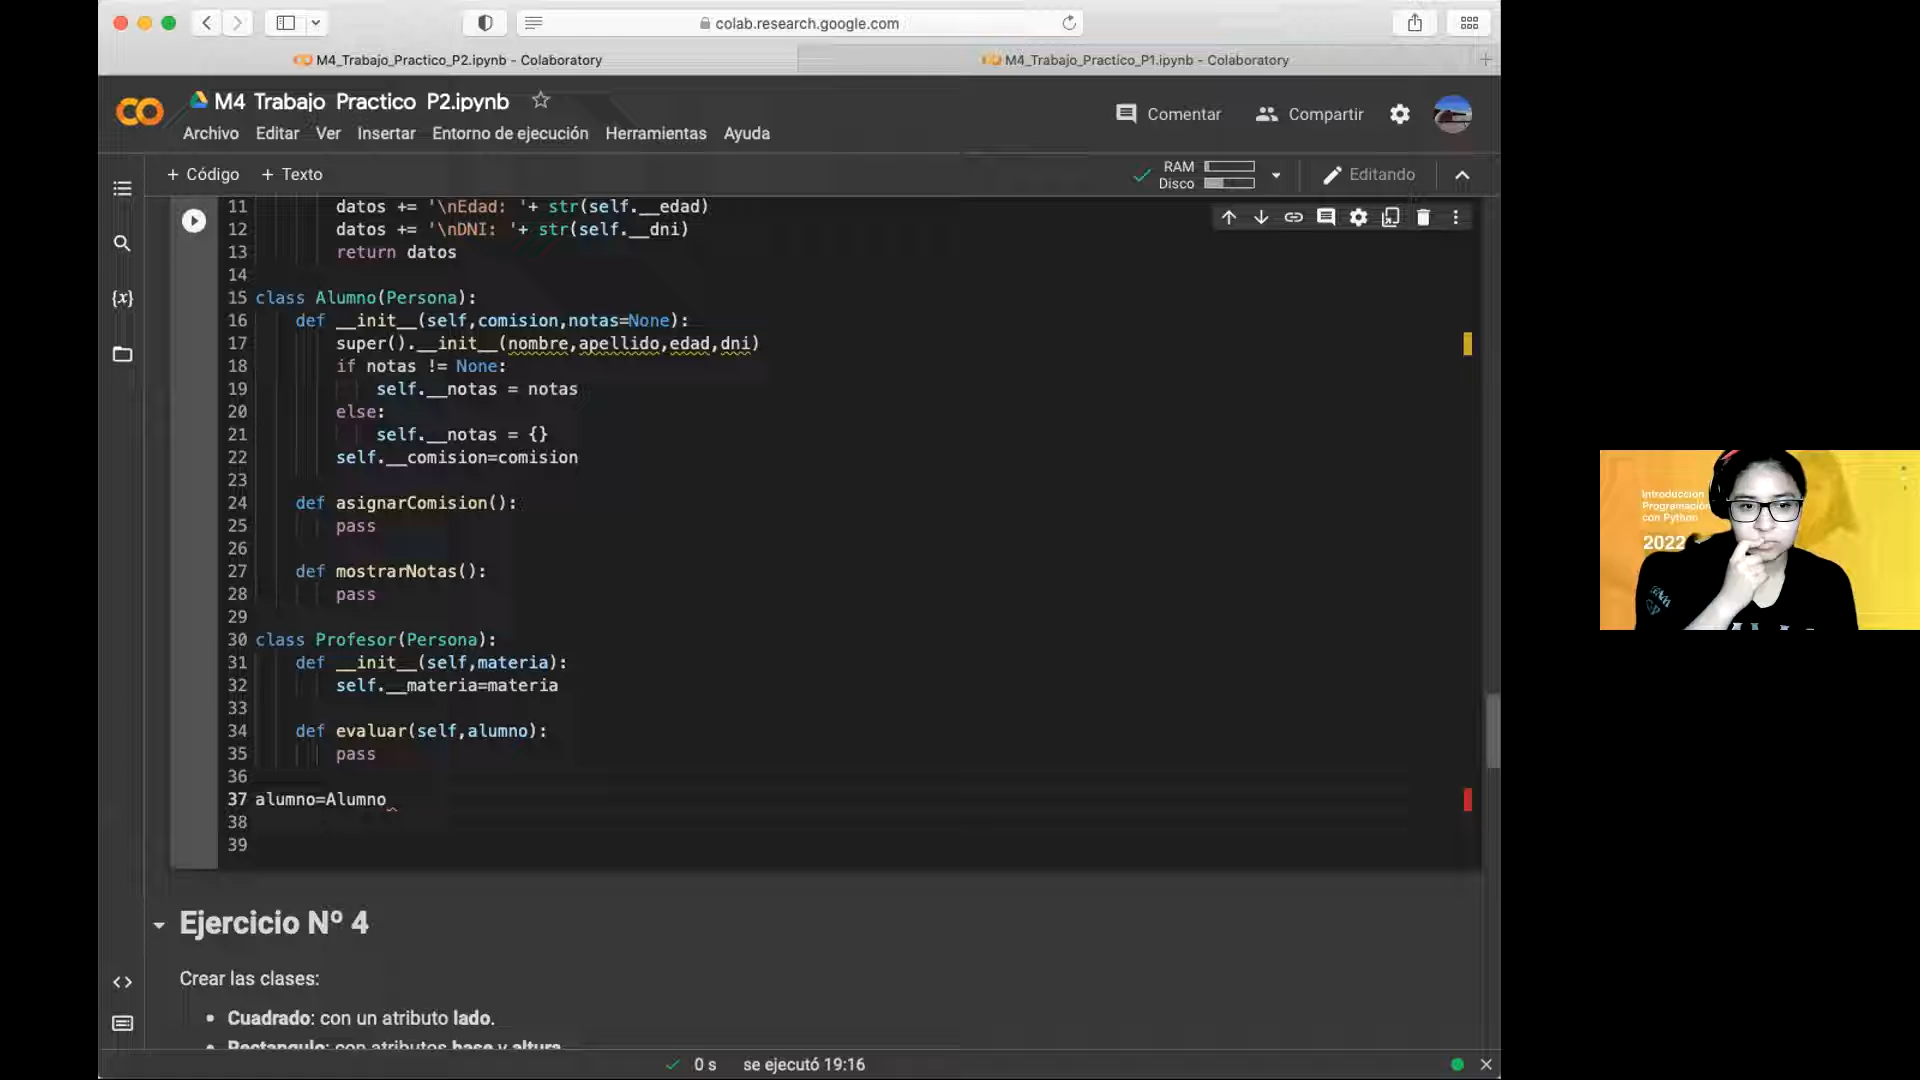 colab.research.google.com
M4_Trabajo_Practico_P2.ipynb - Colaboratory
M4_Trabajo_Practico_P1.ipynb - Colaboratory
M4 Trabajo Practico P2.ipynb
Comentar
Compartir
Archivo Editar Ver Insertar Entorno de ejecución Herramientas Ayuda
+ Código + Texto
RAM
Disco
Editando
11 datos += '\nEdad: '+ str(self.__edad)
12 datos += '\nDNI: '+ str(self.__dni)
13 return datos
14
15 class Alumno(Persona):
16 def __init__(self,comision,notas=None):
17 super().__init__(nombre,apellido,edad,dni)
18 if notas != None:
19 self.__notas = notas
20 else:
21 self.__notas = {}
22 self.__comision=comision
23
24 def asignarComision():
25 pass
26
27 def mostrarNotas():
28 pass
29
30 class Profesor(Persona):
31 def __init__(self,materia):
32 self.__materia=materia
33
34 def evaluar(self,alumno):
35 pass
36
37 alumno=Alumno
38
39
Ejercicio Nº 4
Crear las clases:
• Cuadrado: con un atributo lado.
• Rectangulo: con atributos base y altura.
0 s se ejecutó 19:16
Introducción
Programación
con Python
2022